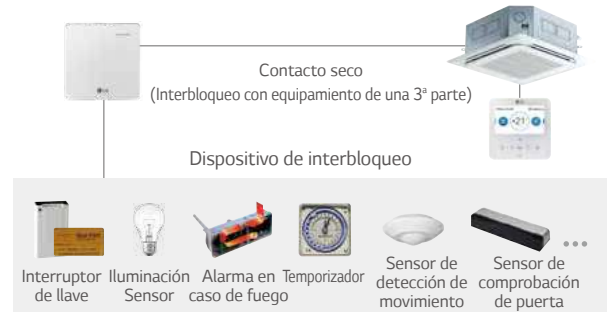 Contacto seco
(Interbloqueo con equipamiento de una 3ª parte)
Dispositivo de interbloqueo
Interruptor
de llave
Iluminación
Sensor
Alarma en
caso de fuego
Temporizador
Sensor de
detección de
movimiento
Sensor de
comprobación
de puerta